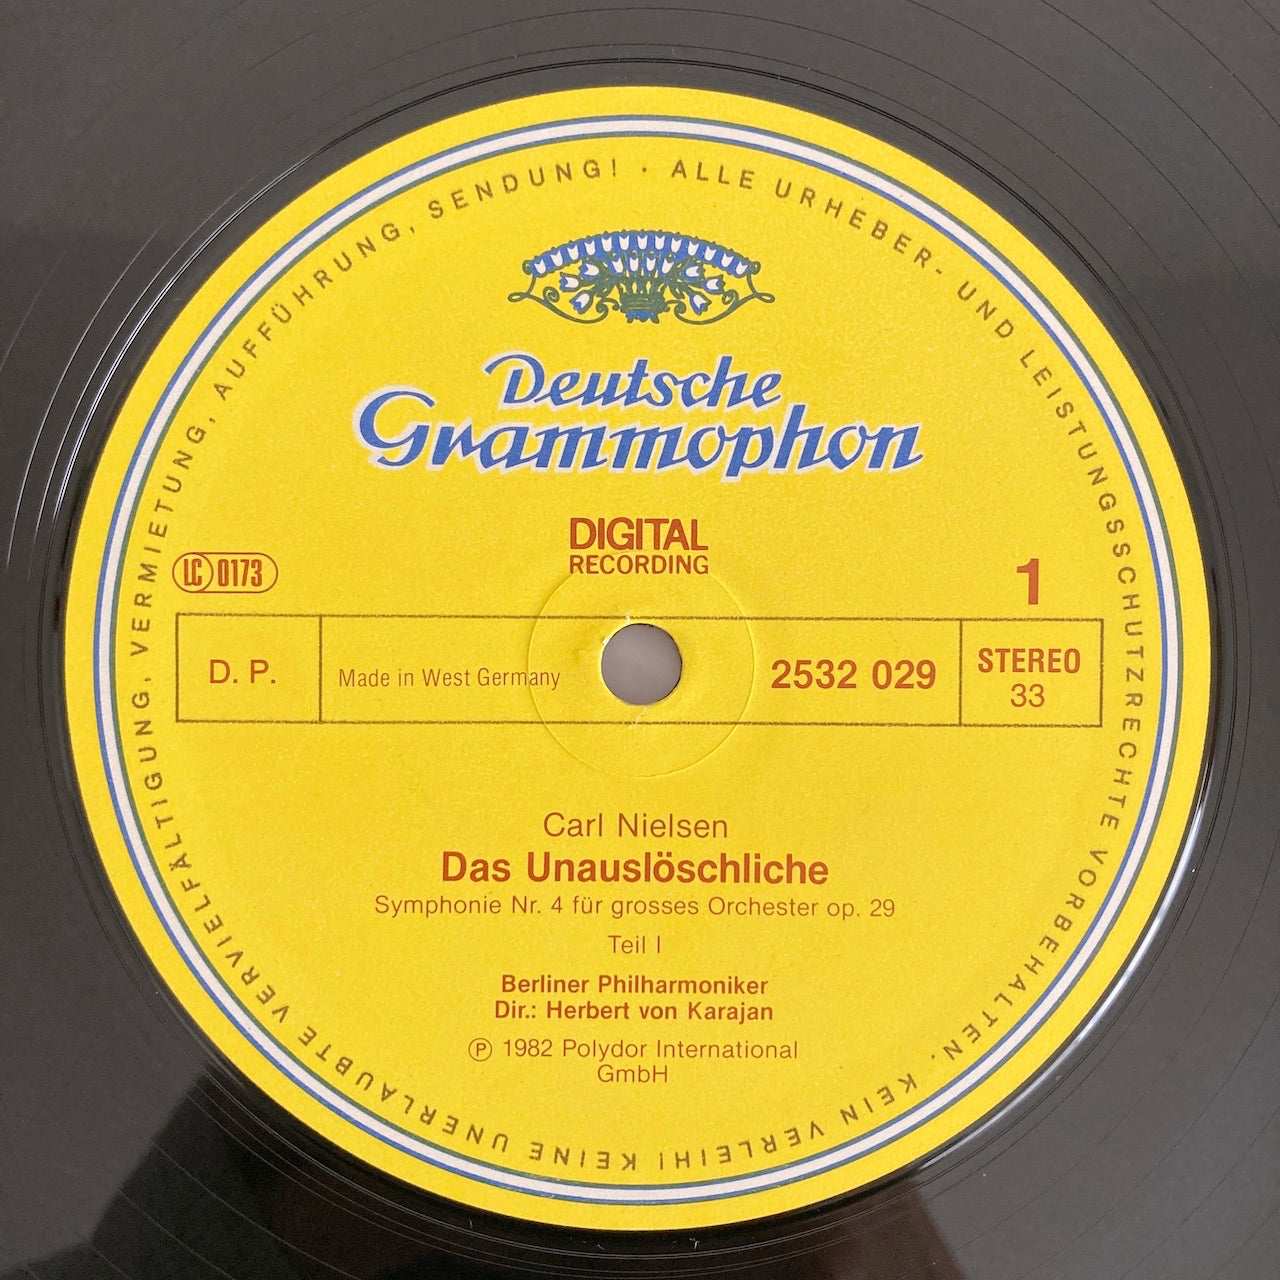 ALLE URHEBER- UND LEISTUNGSSCHUTZRECHTE VORBEHALTEN. KEIN VERLEIH! KEINE UNERLAUBTE VERVIELFÄLTIGUNG, VERMIETUNG, AUFFÜHRUNG, SENDUNG! ·
Deutsche
Grammophon
DIGITAL
RECORDING
LC 0173
1
D. P.
Made in West Germany
2532 029
STEREO
33
Carl Nielsen
Das Unauslöschliche
Symphonie Nr. 4 für grosses Orchester op. 29
Teil I
Berliner Philharmoniker
Dir.: Herbert von Karajan
℗ 1982 Polydor International
GmbH